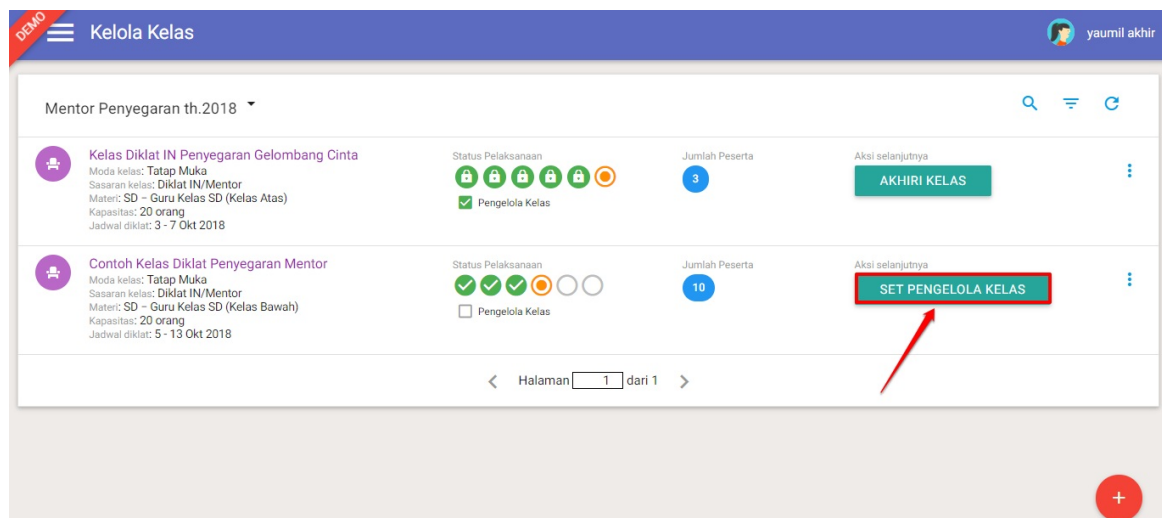 DEMO
Kelola Kelas
yaumil akhir
Mentor Penyegaran th.2018
Kelas Diklat IN Penyegaran Gelombang Cinta
Moda kelas: Tatap Muka
Sasaran kelas: Diklat IN/Mentor
Materi: SD – Guru Kelas SD (Kelas Atas)
Kapasitas: 20 orang
Jadwal diklat: 3 - 7 Okt 2018
Status Pelaksanaan
Pengelola Kelas
Jumlah Peserta
3
Aksi selanjutnya
AKHIRI KELAS
Contoh Kelas Diklat Penyegaran Mentor
Moda kelas: Tatap Muka
Sasaran kelas: Diklat IN/Mentor
Materi: SD – Guru Kelas SD (Kelas Bawah)
Kapasitas: 20 orang
Jadwal diklat: 5 - 13 Okt 2018
Status Pelaksanaan
Pengelola Kelas
Jumlah Peserta
10
Aksi selanjutnya
SET PENGELOLA KELAS
Halaman 1 dari 1